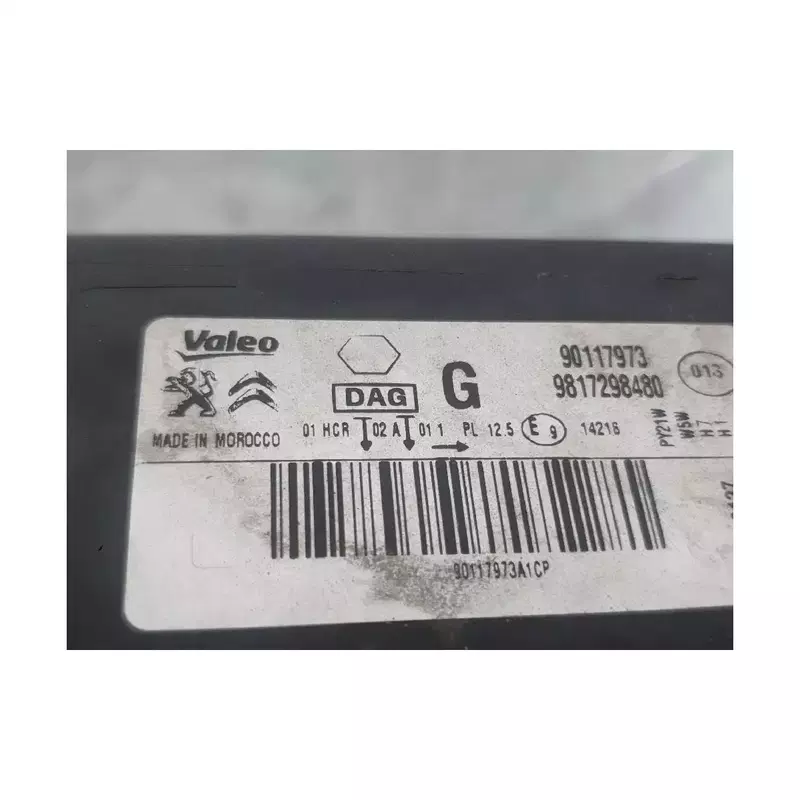 Valeo
MADE IN MOROCCO
DAG
G
90117973
9817298480
013
01 HCR 02 A 01 1 PL 12.5 E 9 14216
PY21W
W5W
H7
H1
90117973A1CP